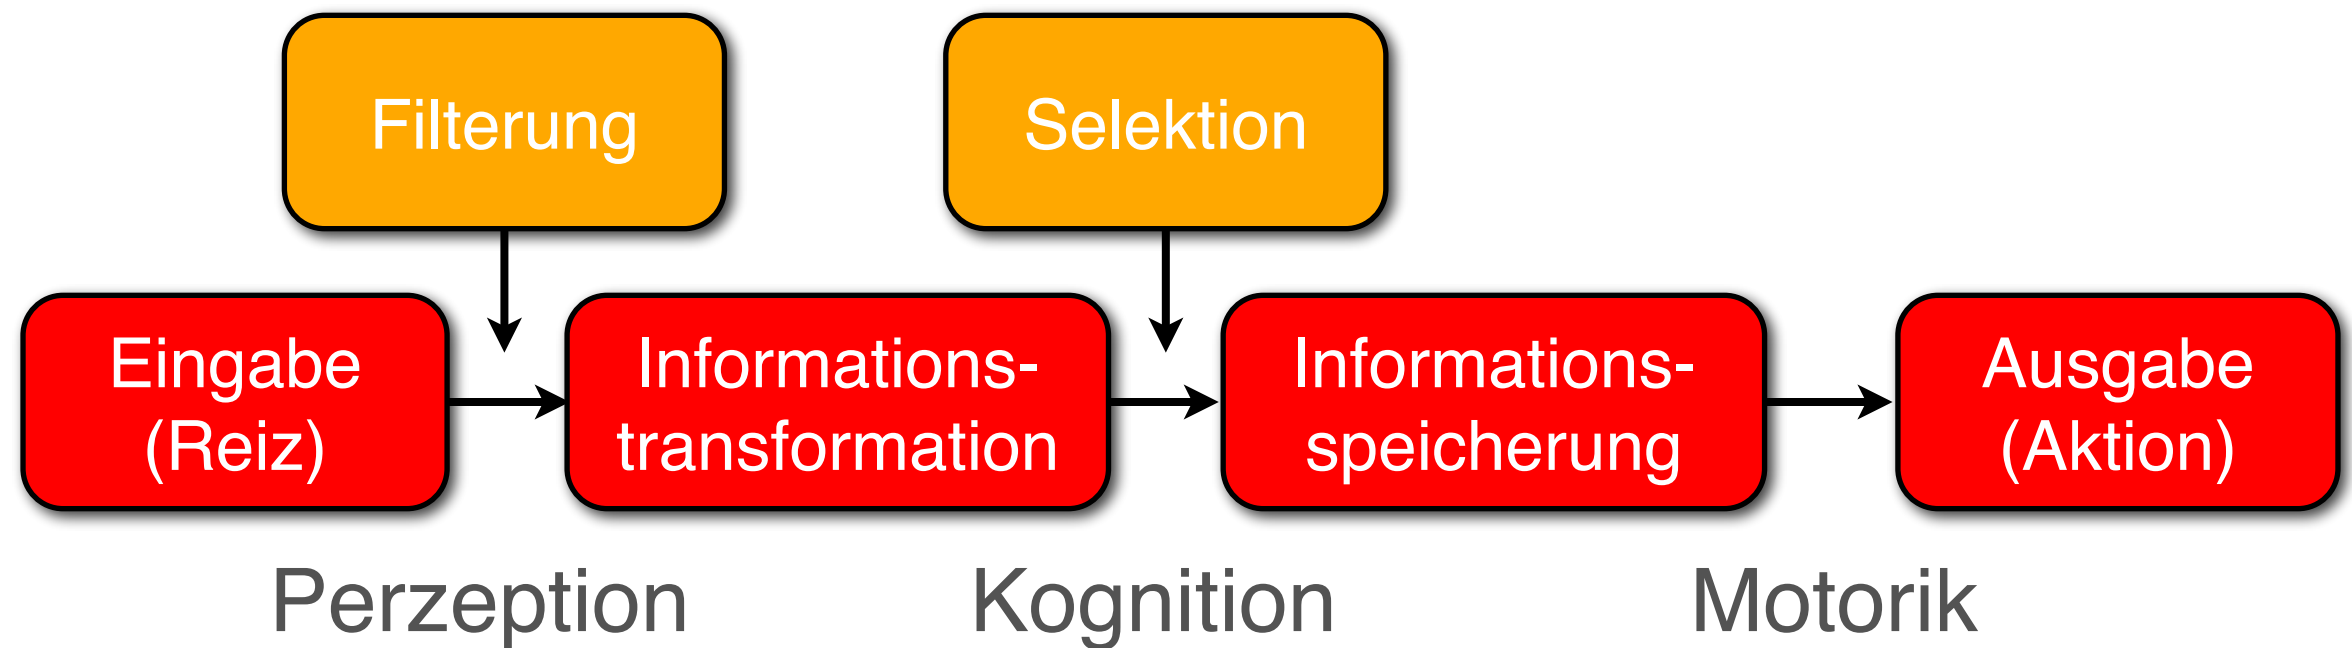 Filterung
Selektion
Eingabe
(Reiz)
Informations-
transformation
Informations-
speicherung
Ausgabe
(Aktion)
Perzeption
Kognition
Motorik